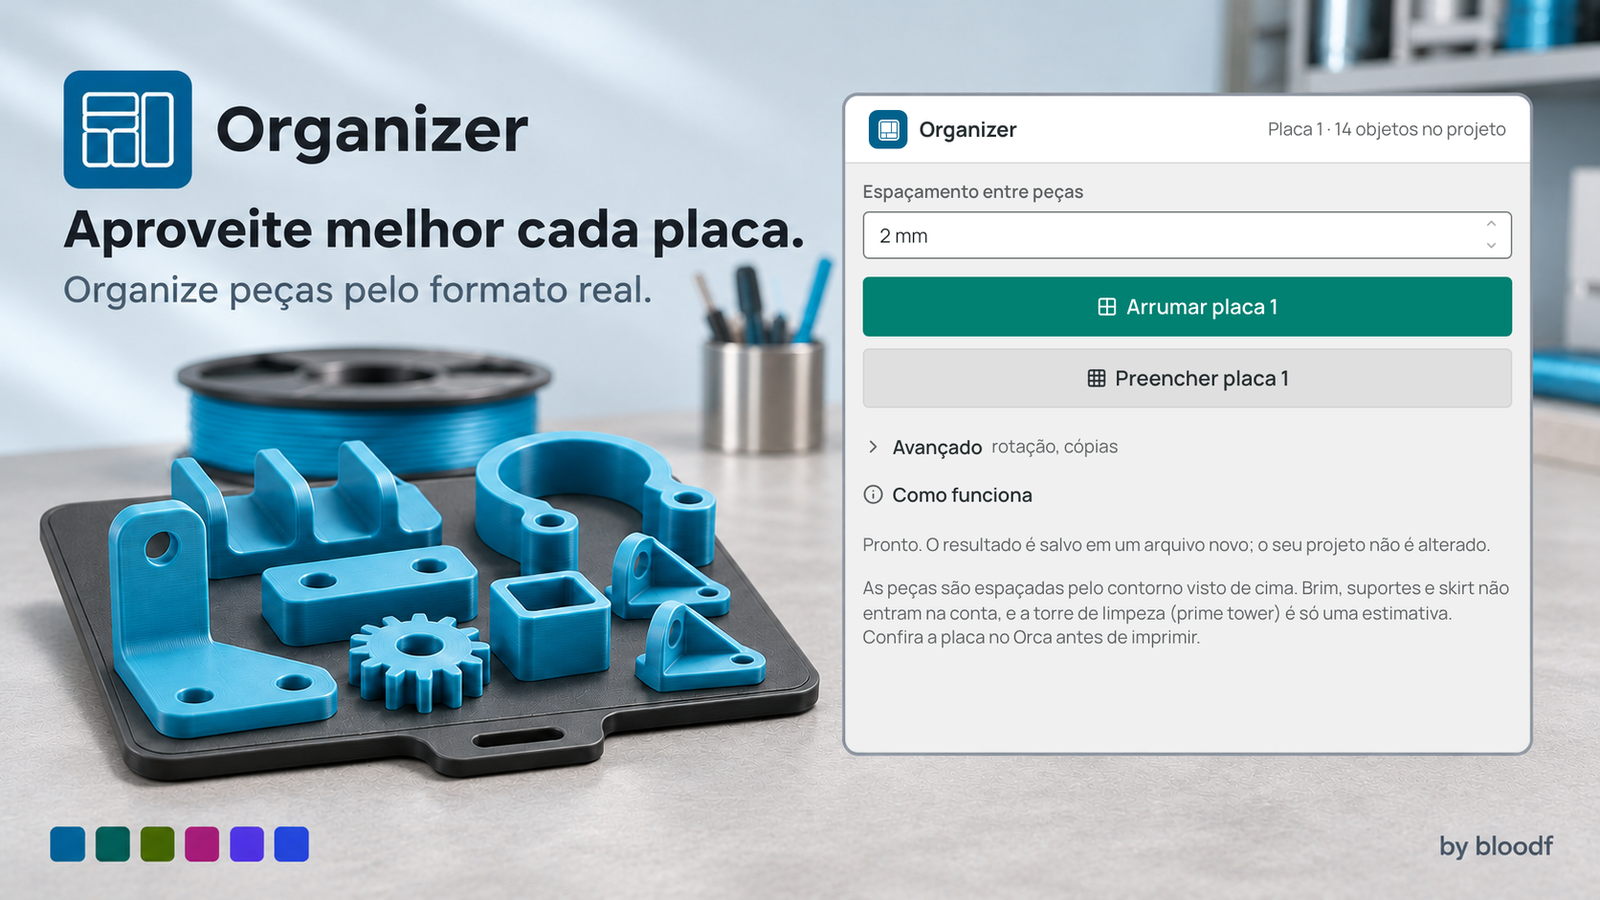 Organizer
Aproveite melhor cada placa.
Organize peças pelo formato real.
Organizer
Placa 1 · 14 objetos no projeto
Espaçamento entre peças
2 mm
Arrumar placa 1
Preencher placa 1
Avançado rotação, cópias
Como funciona
Pronto. O resultado é salvo em um arquivo novo; o seu projeto não é alterado.
As peças são espaçadas pelo contorno visto de cima. Brim, suportes e skirt não
entram na conta, e a torre de limpeza (prime tower) é só uma estimativa.
Confira a placa no Orca antes de imprimir.
by bloodf